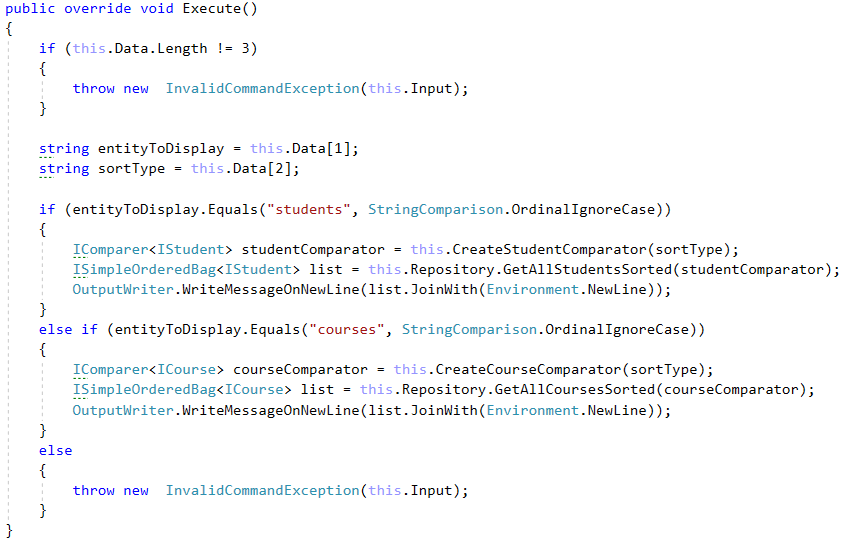 public override void Execute()
{
    if (this.Data.Length != 3)
    {
        throw new  InvalidCommandException(this.Input);
    }

    string entityToDisplay = this.Data[1];
    string sortType = this.Data[2];

    if (entityToDisplay.Equals("students", StringComparison.OrdinalIgnoreCase))
    {
        IComparer<IStudent> studentComparator = this.CreateStudentComparator(sortType);
        ISimpleOrderedBag<IStudent> list = this.Repository.GetAllStudentsSorted(studentComparator);
        OutputWriter.WriteMessageOnNewLine(list.JoinWith(Environment.NewLine));
    }
    else if (entityToDisplay.Equals("courses", StringComparison.OrdinalIgnoreCase))
    {
        IComparer<ICourse> courseComparator = this.CreateCourseComparator(sortType);
        ISimpleOrderedBag<ICourse> list = this.Repository.GetAllCoursesSorted(courseComparator);
        OutputWriter.WriteMessageOnNewLine(list.JoinWith(Environment.NewLine));
    }
    else
    {
        throw new  InvalidCommandException(this.Input);
    }
}